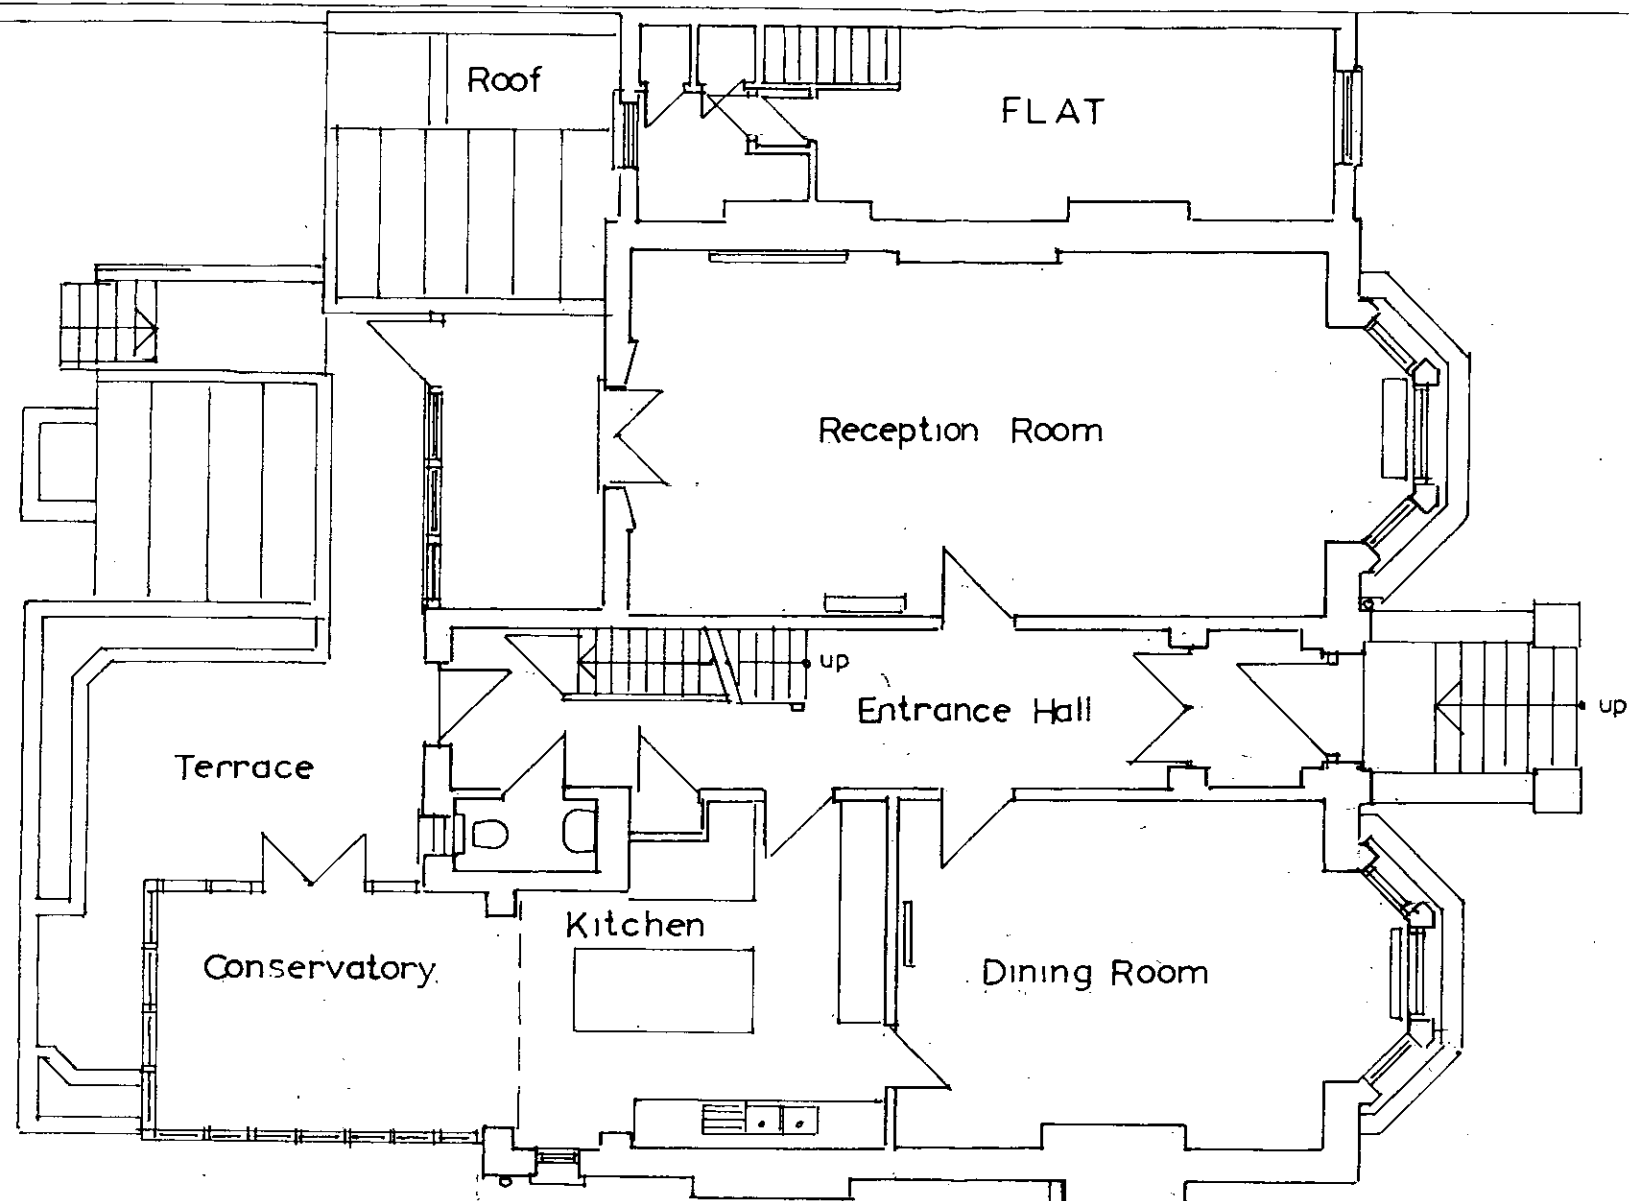 Roof
FLAT
Reception Room
up
Entrance Hall
up
Terrace
Kitchen
Conservatory
Dining Room